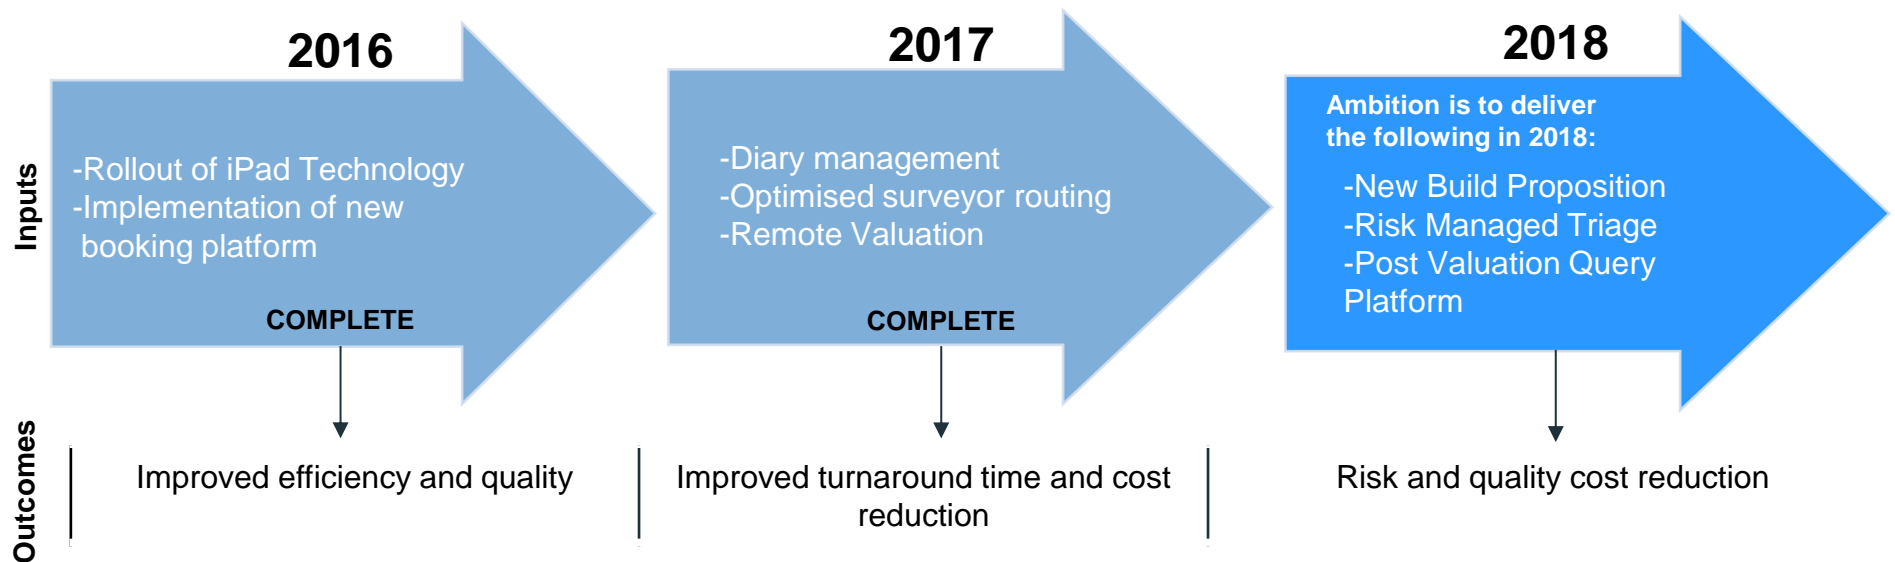 2016
2017
2018
Inputs
-Rollout of iPad Technology
-Implementation of new
booking platform
COMPLETE
-Diary management
-Optimised surveyor routing
-Remote Valuation
COMPLETE
Ambition is to deliver
the following in 2018:
-New Build Proposition
-Risk Managed Triage
-Post Valuation Query
Platform
Outcomes
Improved efficiency and quality
Improved turnaround time and cost
reduction
Risk and quality cost reduction